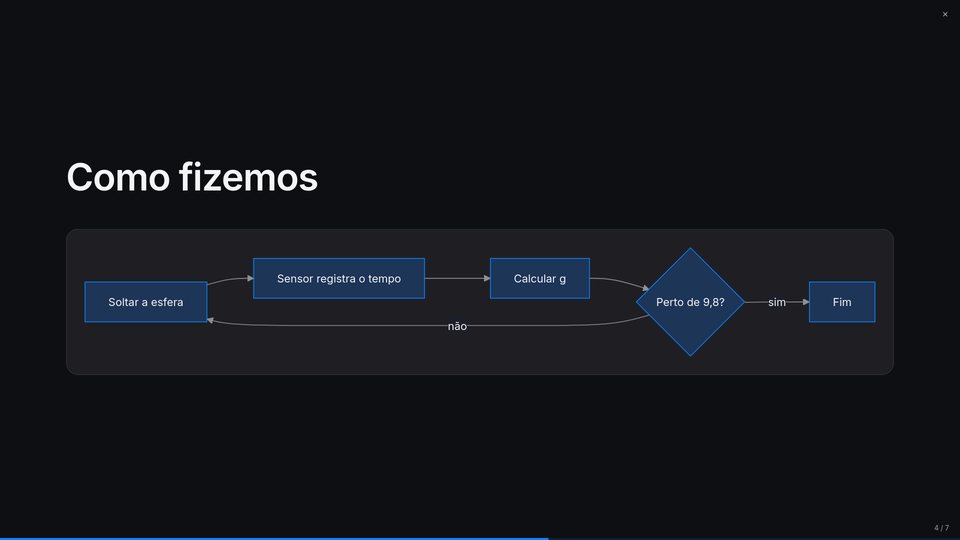 ×
Como fizemos
Soltar a esfera
Sensor registra o tempo
Calcular g
Perto de 9,8?
sim
Fim
não
4 / 7